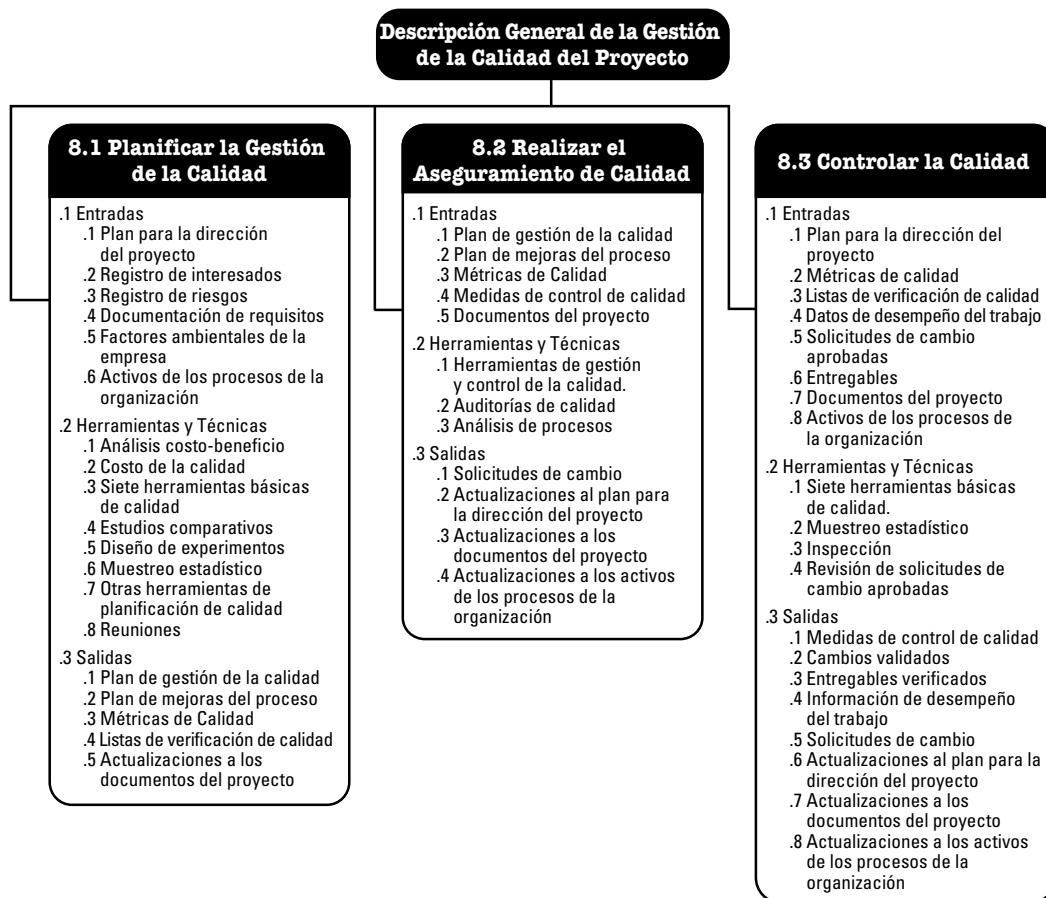 Descripción General de la Gestión
de la Calidad del Proyecto
8.1 Planificar la Gestión
de la Calidad
.1 Entradas
.1 Plan para la dirección
del proyecto
.2 Registro de interesados
.3 Registro de riesgos
.4 Documentación de requisitos
.5 Factores ambientales de la
empresa
.6 Activos de los procesos de la
organización
.2 Herramientas y Técnicas
.1 Análisis costo-beneficio
.2 Costo de la calidad
.3 Siete herramientas básicas
de calidad
.4 Estudios comparativos
.5 Diseño de experimentos
.6 Muestreo estadístico
.7 Otras herramientas de
planificación de calidad
.8 Reuniones
.3 Salidas
.1 Plan de gestión de la calidad
.2 Plan de mejoras del proceso
.3 Métricas de Calidad
.4 Listas de verificación de calidad
.5 Actualizaciones a los
documentos del proyecto
8.2 Realizar el
Aseguramiento de Calidad
.1 Entradas
.1 Plan de gestión de la calidad
.2 Plan de mejoras del proceso
.3 Métricas de Calidad
.4 Medidas de control de calidad
.5 Documentos del proyecto
.2 Herramientas y Técnicas
.1 Herramientas de gestión
y control de la calidad.
.2 Auditorías de calidad
.3 Análisis de procesos
.3 Salidas
.1 Solicitudes de cambio
.2 Actualizaciones al plan para
la dirección del proyecto
.3 Actualizaciones a los
documentos del proyecto
.4 Actualizaciones a los activos
de los procesos de la
organización
8.3 Controlar la Calidad
.1 Entradas
.1 Plan para la dirección del
proyecto
.2 Métricas de calidad
.3 Listas de verificación de calidad
.4 Datos de desempeño del trabajo
.5 Solicitudes de cambio
aprobadas
.6 Entregables
.7 Documentos del proyecto
.8 Activos de los procesos de
la organización
.2 Herramientas y Técnicas
.1 Siete herramientas básicas
de calidad.
.2 Muestreo estadístico
.3 Inspección
.4 Revisión de solicitudes de
cambio aprobadas
.3 Salidas
.1 Medidas de control de calidad
.2 Cambios validados
.3 Entregables verificados
.4 Información de desempeño
del trabajo
.5 Solicitudes de cambio
.6 Actualizaciones al plan para la
dirección del proyecto
.7 Actualizaciones a los
documentos del proyecto
.8 Actualizaciones a los activos
de los procesos de la
organización